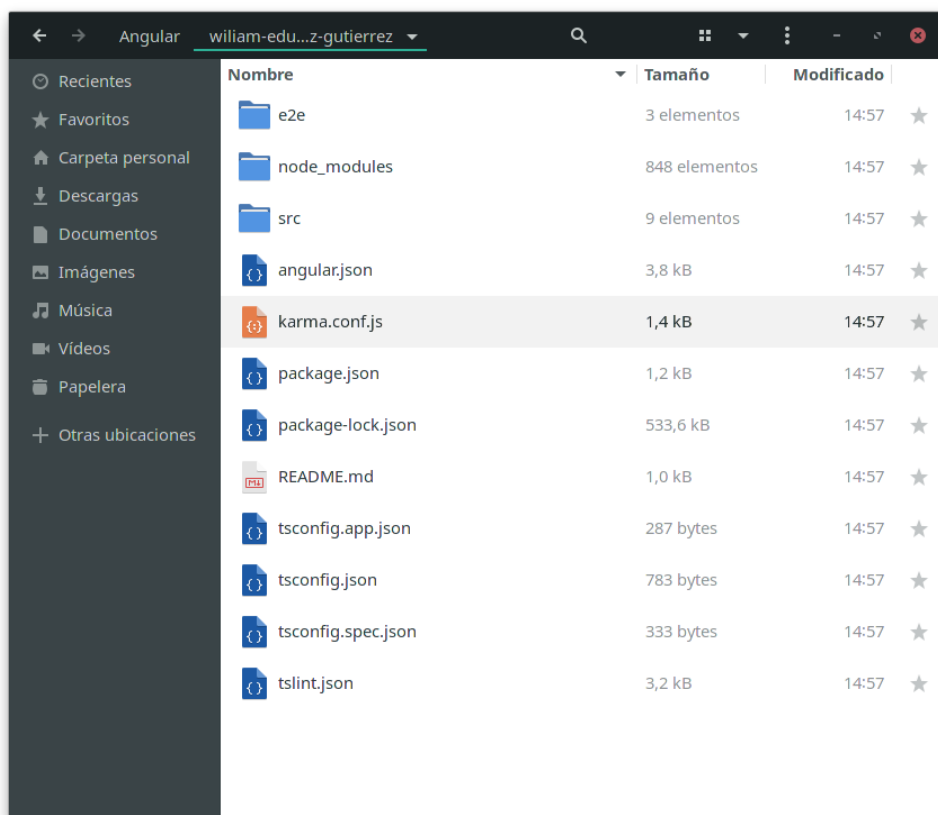 Angular wiliam-edu...z-gutierrez
Recientes
Favoritos
Carpeta personal
Descargas
Documentos
Imágenes
Música
Vídeos
Papelera
Otras ubicaciones
Nombre Tamaño Modificado
e2e 3 elementos 14:57
node_modules 848 elementos 14:57
src 9 elementos 14:57
angular.json 3,8 kB 14:57
karma.conf.js 1,4 kB 14:57
package.json 1,2 kB 14:57
package-lock.json 533,6 kB 14:57
README.md 1,0 kB 14:57
tsconfig.app.json 287 bytes 14:57
tsconfig.json 783 bytes 14:57
tsconfig.spec.json 333 bytes 14:57
tslint.json 3,2 kB 14:57